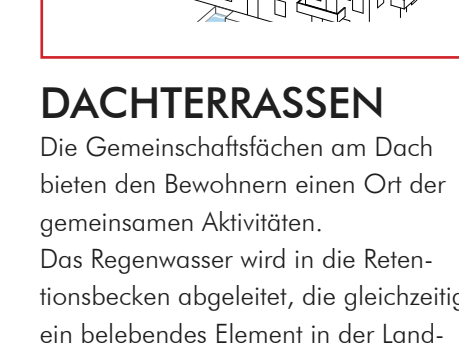 DACHTERRASSEN
Die Gemeinschaftsfächen am Dach
bieten den Bewohnern einen Ort der
gemeinsamen Aktivitäten.
Das Regenwasser wird in die Reten-
tionsbecken abgeleitet, die gleichzeitig
ein belebendes Element in der Land-